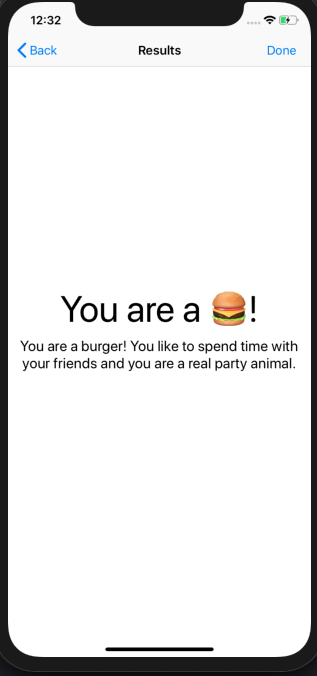 12:32
Back Results Done
You are a 🍔!
You are a burger! You like to spend time with
your friends and you are a real party animal.